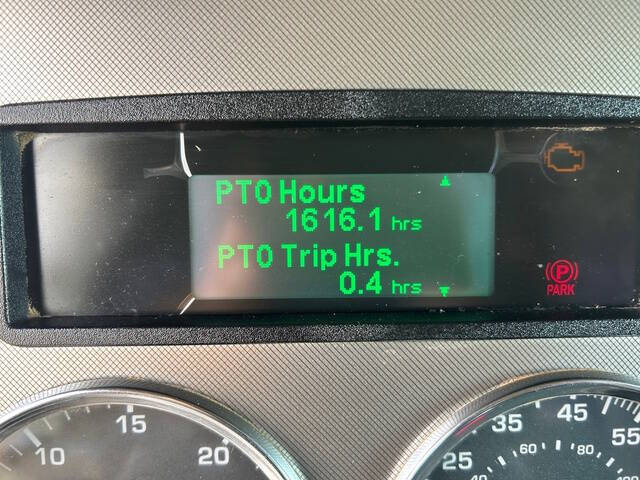 PTO Hours
1616.1 hrs
PTO Trip Hrs.
0.4 hrs
P
PARK
10 15 20
25 35 45 55
60 80